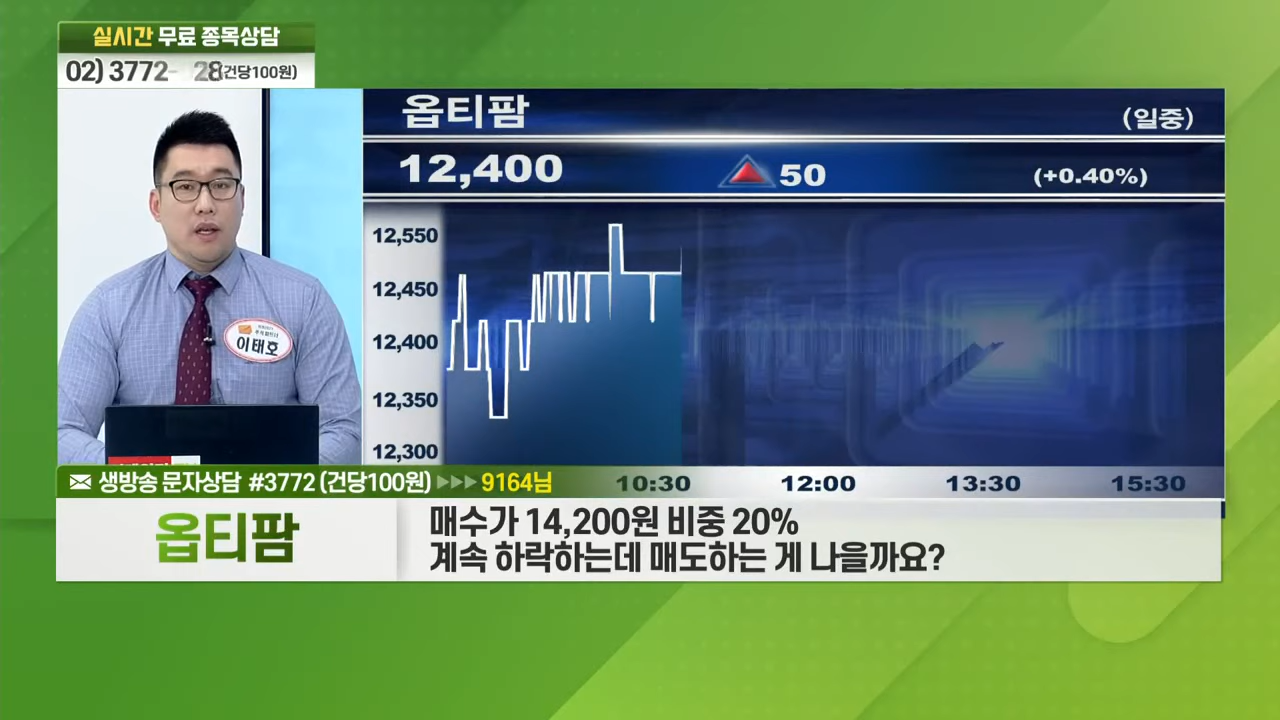 실시간 무료 종목상담
02) 3772- 28(건당100원)
옵티팜
(일중)
12,400
50
(+0.40%)
12,550
12,450
12,400
12,350
12,300
이태호
생방송 문자상담 #3772 (건당100원) 9164님
10:30
12:00
13:30
15:30
옵티팜
매수가 14,200원 비중 20%
계속 하락하는데 매도하는 게 나을까요?